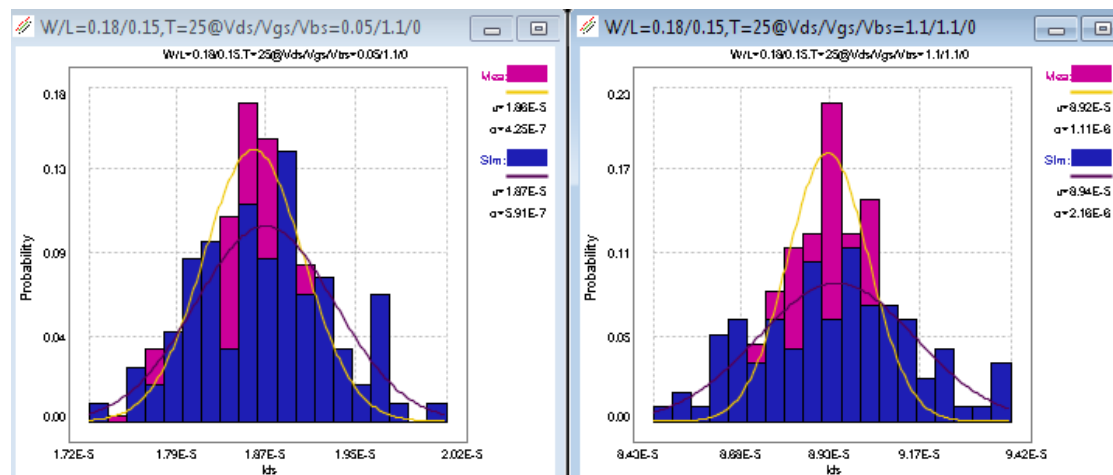 W/L=0.18/0.15,T=25@Vds/Vgs/Vbs=0.05/1.1/0
W/L=0.18/0.15,T=25@Vds/Vgs/Vbs=0.05/1.1/0
Mea:
u=1.86E-5
σ=4.25E-7
Sim:
u=1.87E-5
σ=5.91E-7
Probability
0.18
0.13
0.09
0.04
0.00
1.72E-5 1.79E-5 1.87E-5 1.95E-5 2.02E-5
Ids
W/L=0.18/0.15,T=25@Vds/Vgs/Vbs=1.1/1.1/0
W/L=0.18/0.15,T=25@Vds/Vgs/Vbs=1.1/1.1/0
Mea:
u=8.92E-5
σ=1.11E-6
Sim:
u=8.94E-5
σ=2.16E-6
Probability
0.23
0.17
0.11
0.05
0.00
8.43E-5 8.68E-5 8.93E-5 9.17E-5 9.42E-5
Ids